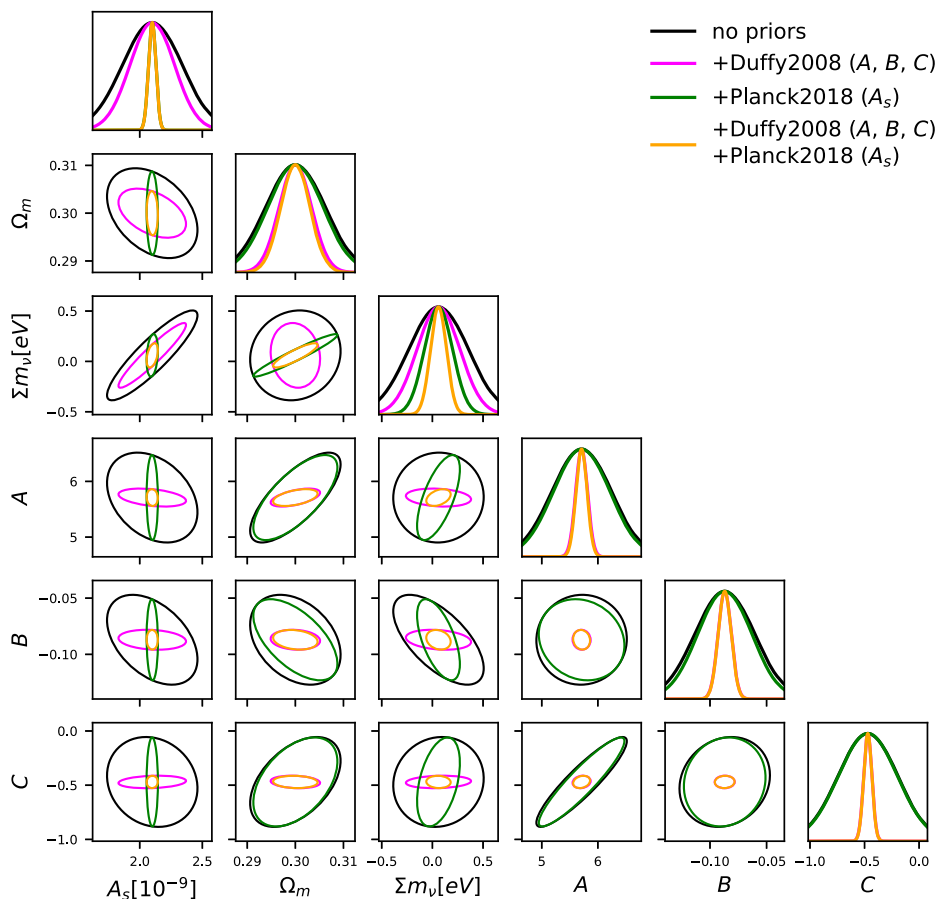 no priors
+Duffy2008 (A, B, C)
+Planck2018 (A_s)
+Duffy2008 (A, B, C)
+Planck2018 (A_s)
Ω_m
0.31
0.30
0.29
Σm_ν[eV]
0.5
0.0
−0.5
A
6
5
B
−0.05
−0.10
C
0.0
−0.5
−1.0
2.0 2.5
0.29 0.30 0.31
−0.5 0.0 0.5
5 6
−0.10 −0.05
−1.0 −0.5 0.0
A_s[10⁻⁹]
Ω_m
Σm_ν[eV]
A
B
C